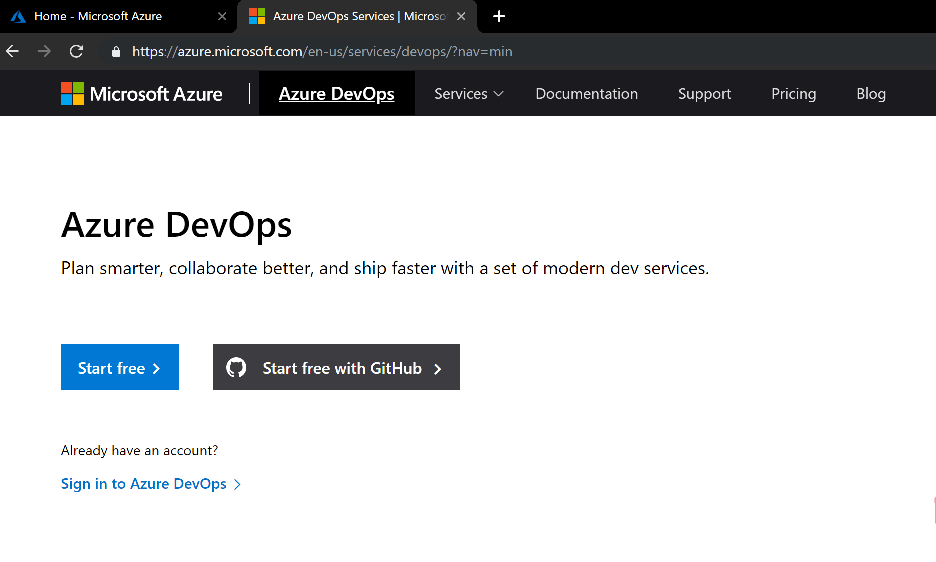 Home - Microsoft Azure
Azure DevOps Services | Microso
https://azure.microsoft.com/en-us/services/devops/?nav=min
Microsoft Azure
Azure DevOps
Services
Documentation
Support
Pricing
Blog
Azure DevOps
Plan smarter, collaborate better, and ship faster with a set of modern dev services.
Start free
Start free with GitHub
Already have an account?
Sign in to Azure DevOps